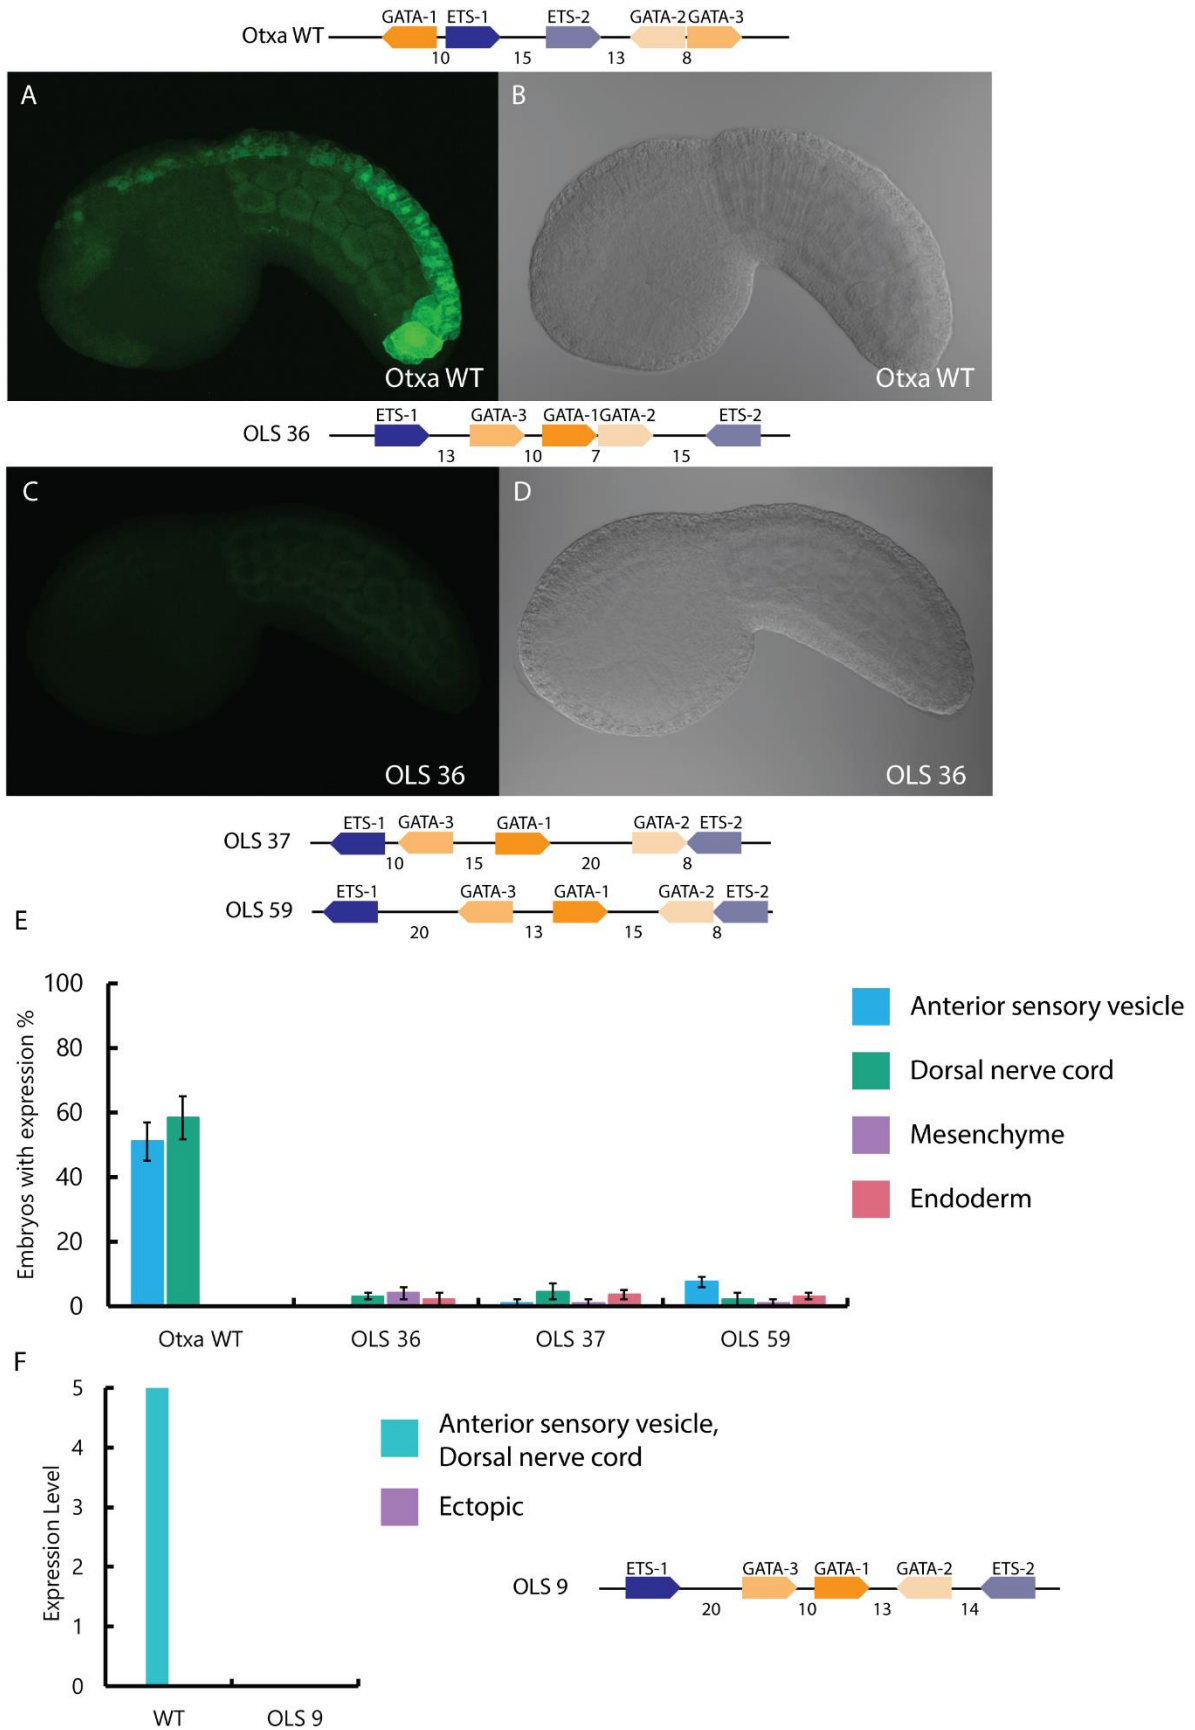 GATA-1 ETS-1 ETS-2 GATA-2 GATA-3
Otxa WT
10 15 13 8
A B
Otxa WT Otxa WT
ETS-1 GATA-3 GATA-1 GATA-2 ETS-2
OLS 36
13 10 7 15
C D
OLS 36 OLS 36
ETS-1 GATA-3 GATA-1 GATA-2 ETS-2
OLS 37
10 15 20 8
ETS-1 GATA-3 GATA-1 GATA-2 ETS-2
OLS 59
20 13 15 8
E
Embryos with expression %
100
80
60
40
20
0
Otxa WT OLS 36 OLS 37 OLS 59
Anterior sensory vesicle
Dorsal nerve cord
Mesenchyme
Endoderm
F
Expression Level
5
4
3
2
1
0
WT OLS 9
Anterior sensory vesicle,
Dorsal nerve cord
Ectopic
ETS-1 GATA-3 GATA-1 GATA-2 ETS-2
OLS 9
20 10 13 14